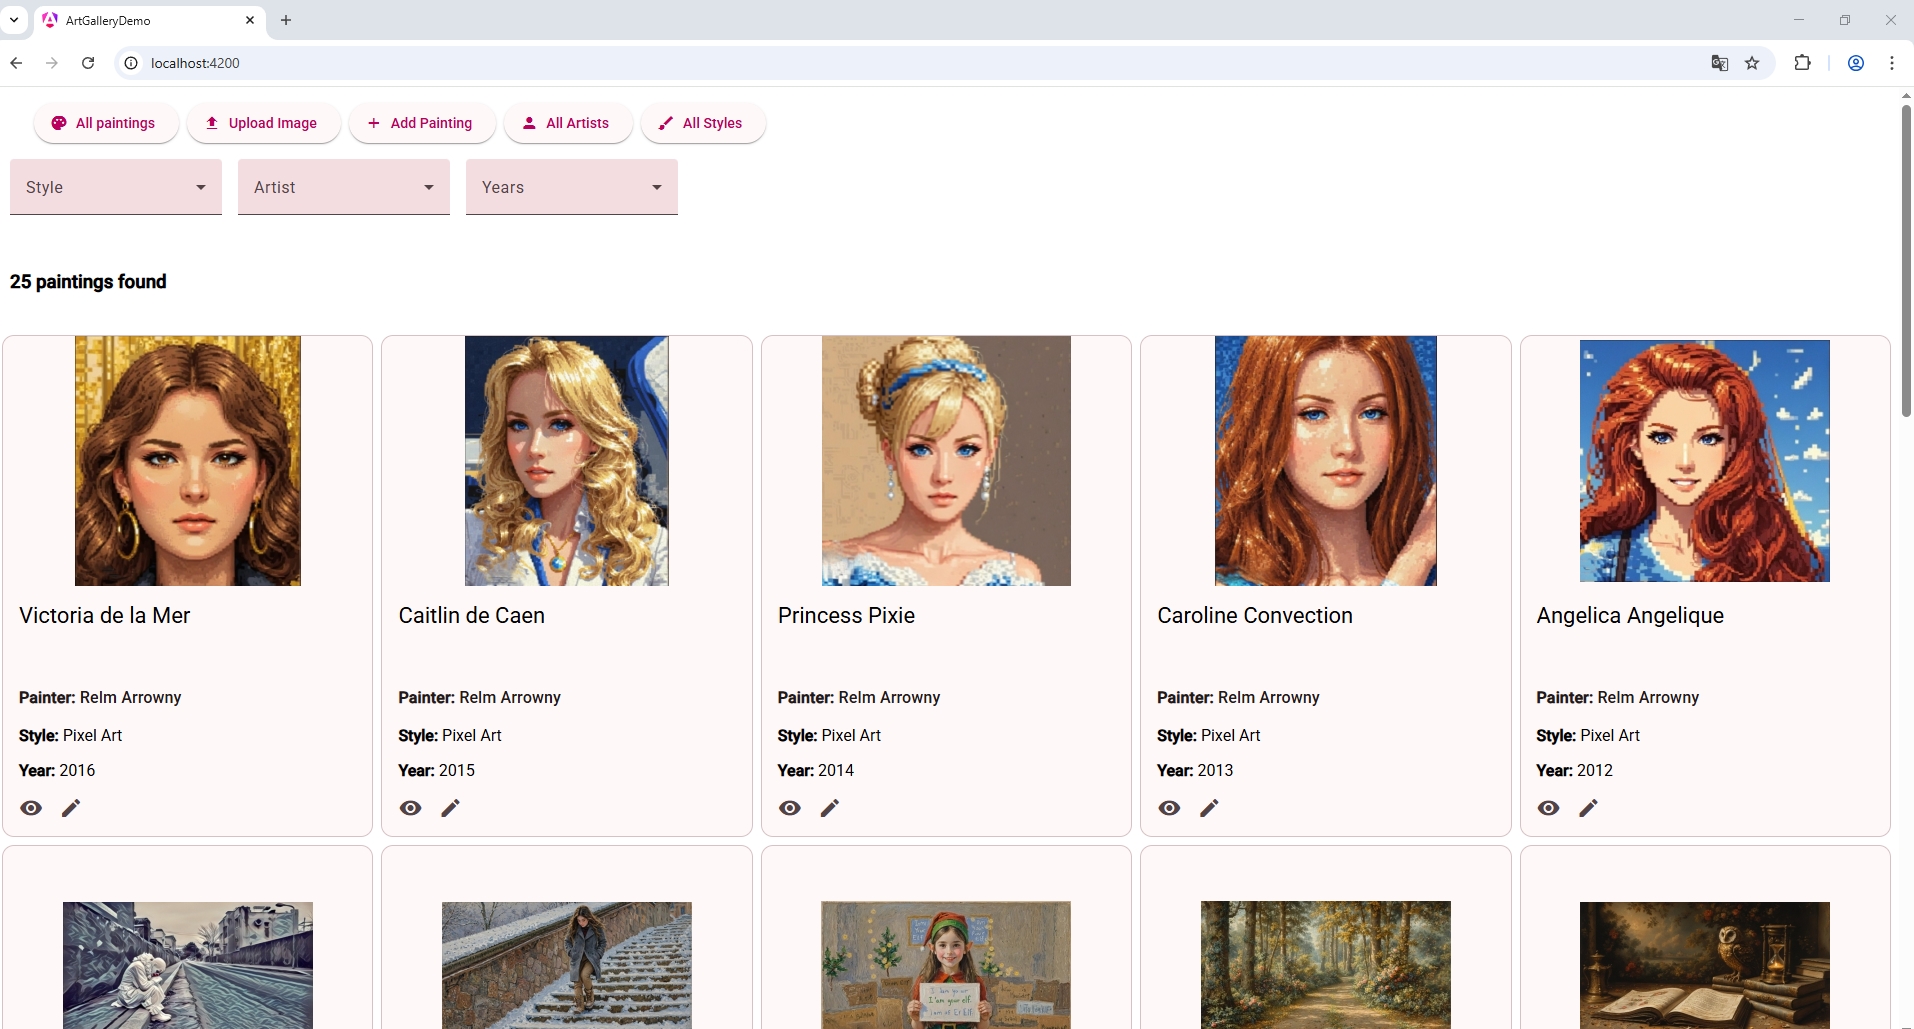 ArtGalleryDemo
localhost:4200
All paintings
Upload Image
Add Painting
All Artists
All Styles
Style
Artist
Years
25 paintings found
Victoria de la Mer
Painter: Relm Arrowny
Style: Pixel Art
Year: 2016
Caitlin de Caen
Painter: Relm Arrowny
Style: Pixel Art
Year: 2015
Princess Pixie
Painter: Relm Arrowny
Style: Pixel Art
Year: 2014
Caroline Convection
Painter: Relm Arrowny
Style: Pixel Art
Year: 2013
Angelica Angelique
Painter: Relm Arrowny
Style: Pixel Art
Year: 2012
I am your elf.